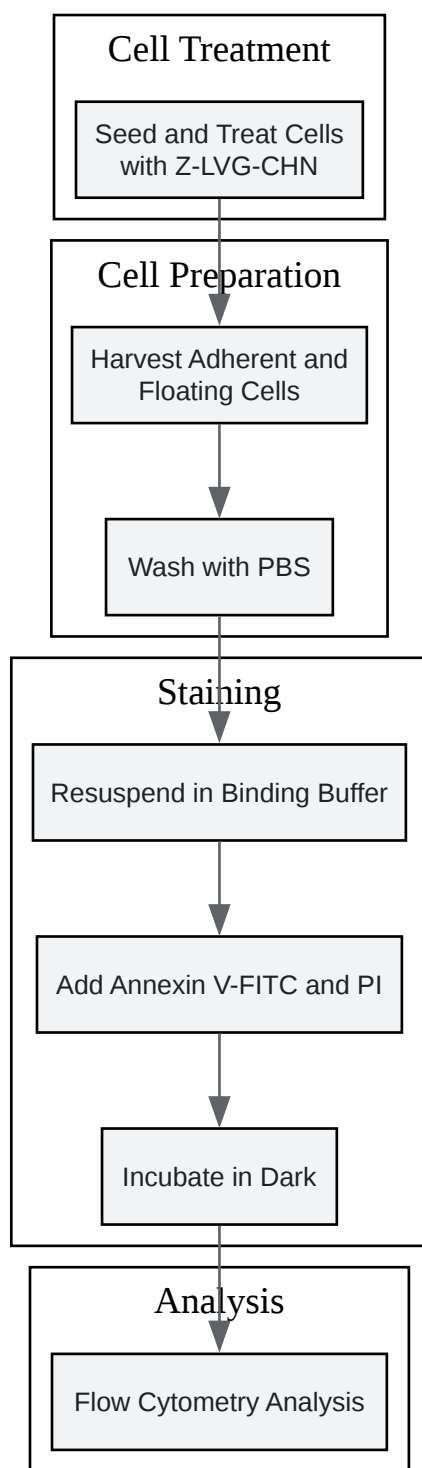 Cell Treatment
Seed and Treat Cells
with Z-LVG-CHN
Cell Preparation
Harvest Adherent and
Floating Cells
Wash with PBS
Staining
Resuspend in Binding Buffer
Add Annexin V-FITC and PI
Incubate in Dark
Analysis
Flow Cytometry Analysis